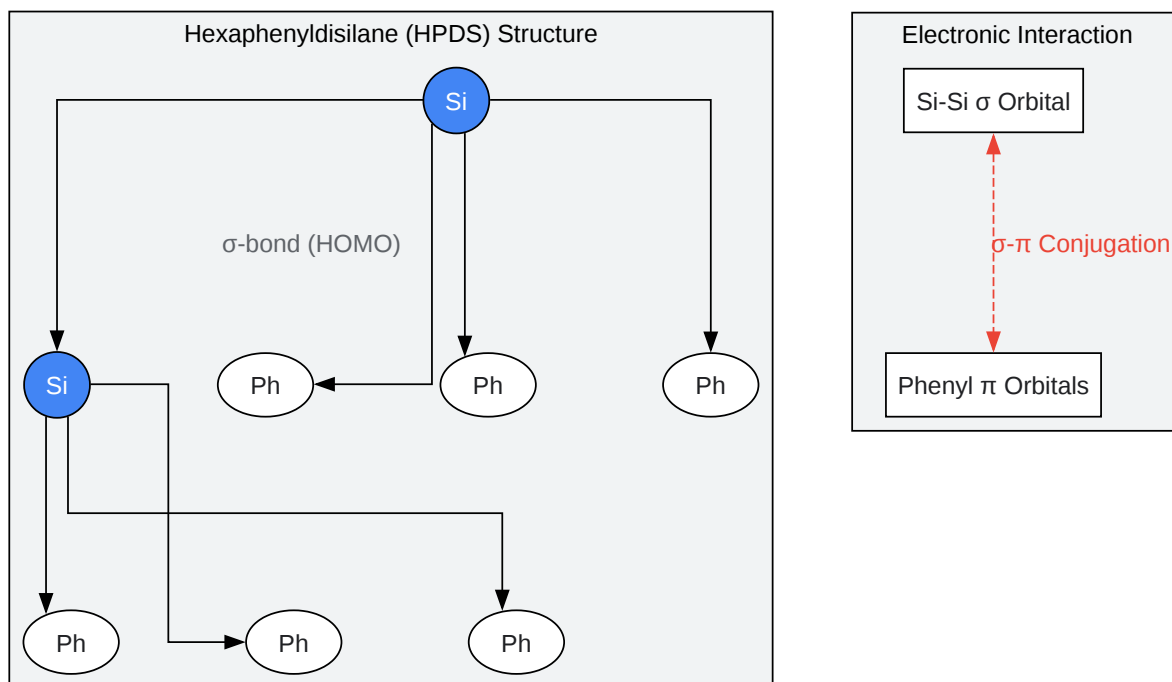 Hexaphenyldisilane (HPDS) Structure
Si
σ-bond (HOMO)
Si
Ph
Ph
Ph
Ph
Ph
Ph
Electronic Interaction
Si-Si σ Orbital
σ-π Conjugation
Phenyl π Orbitals